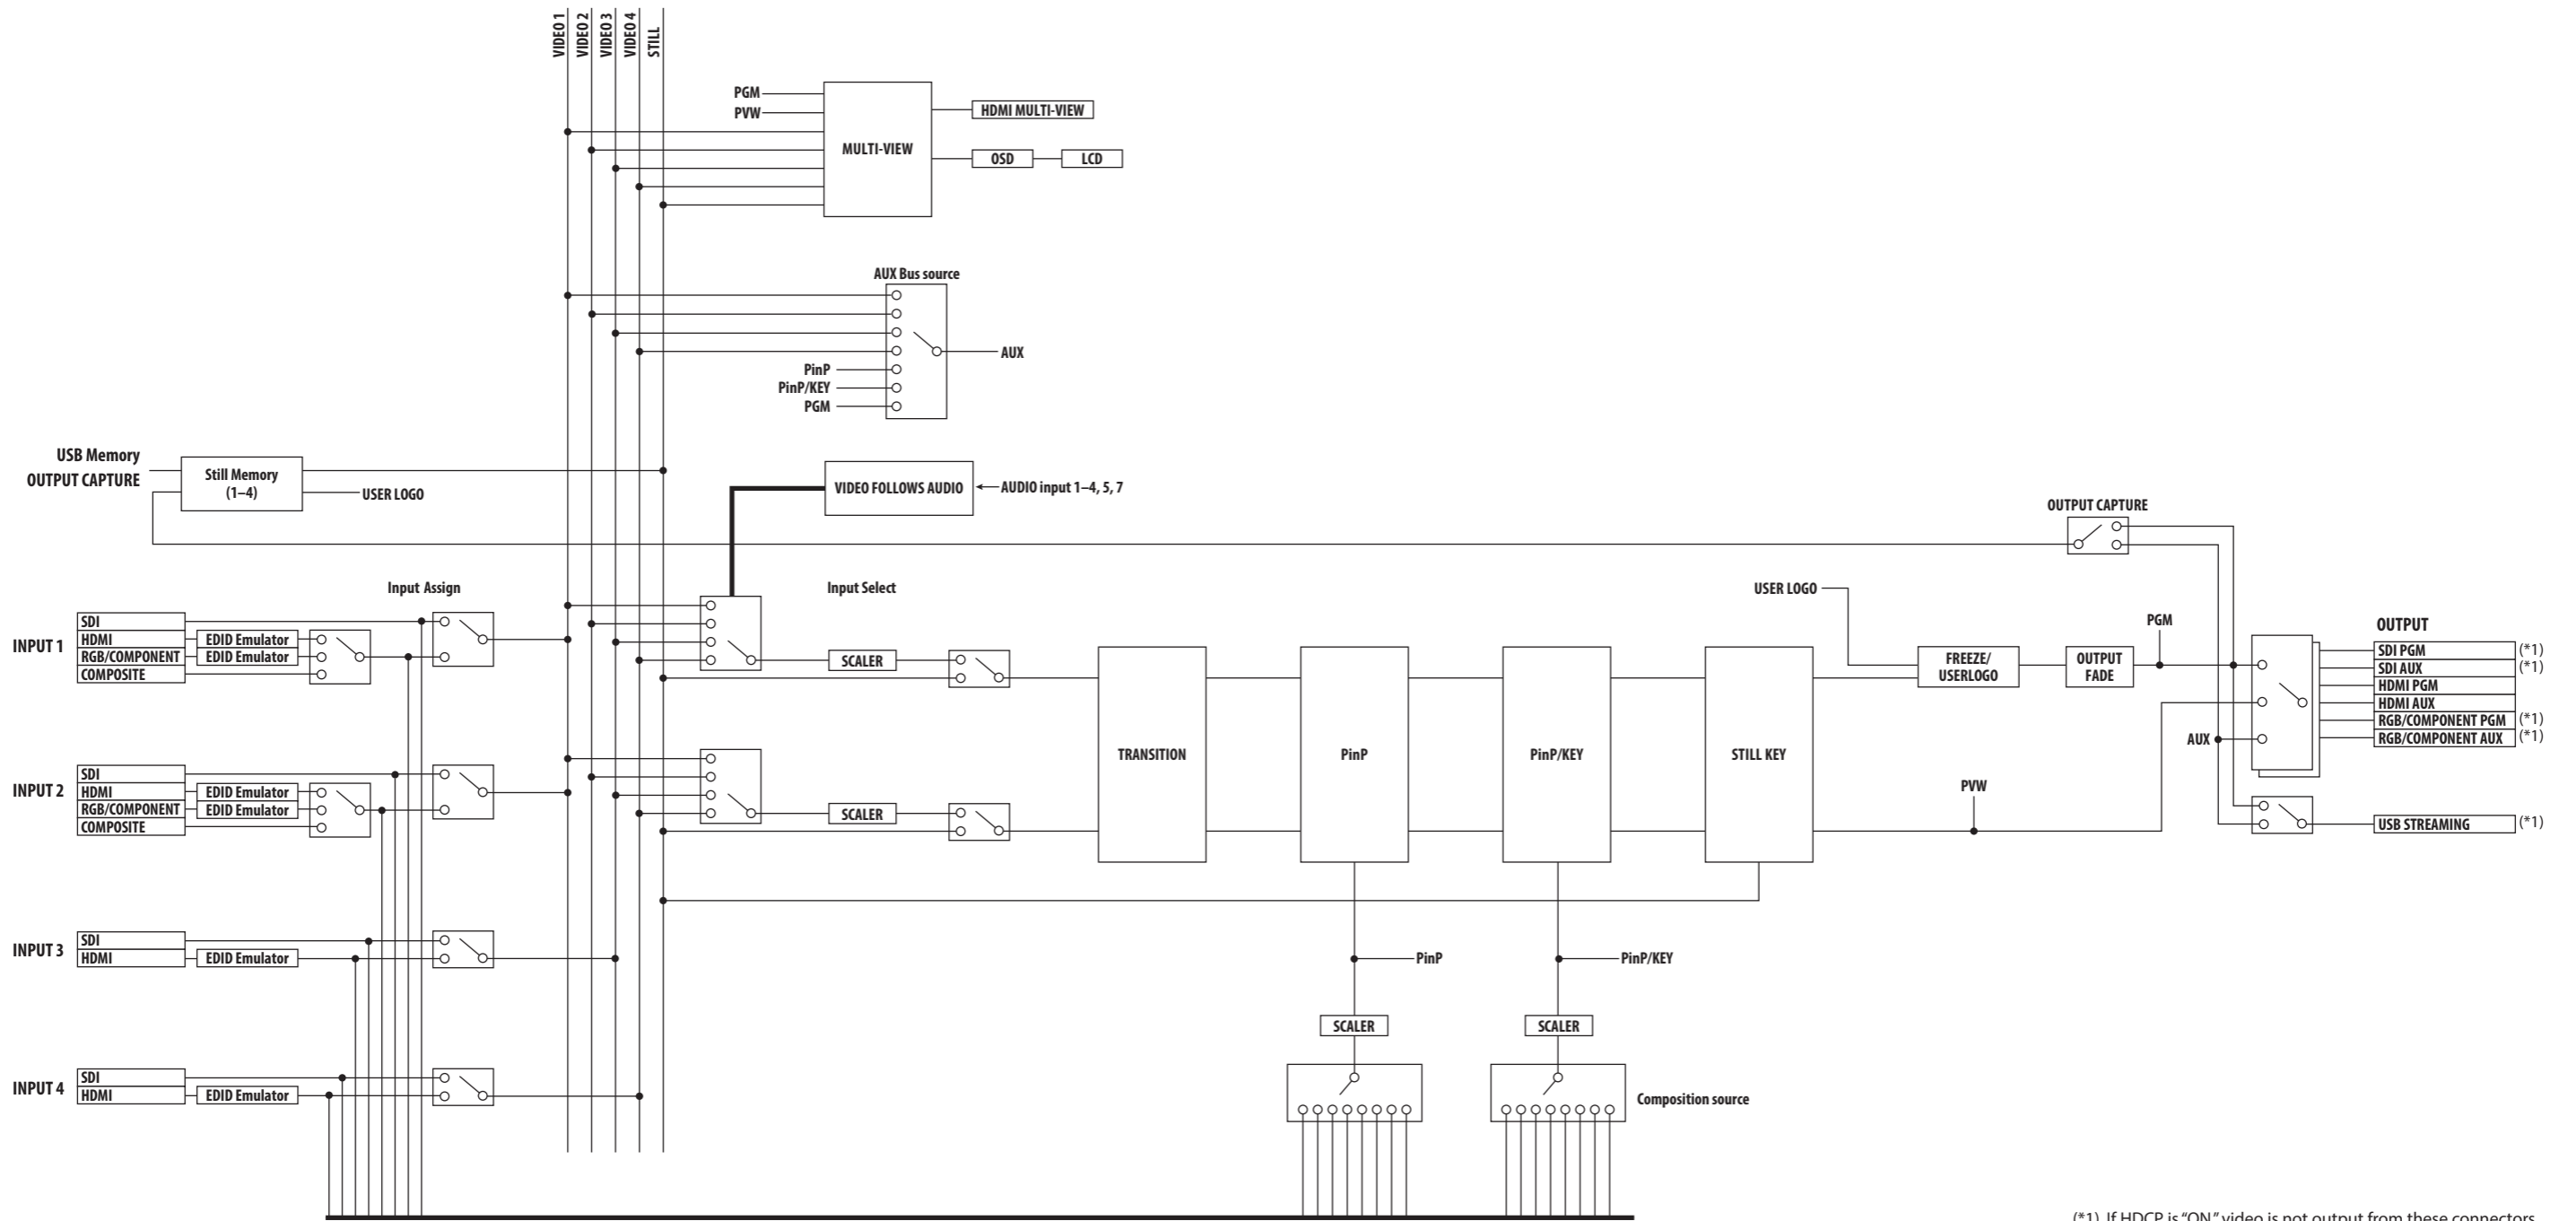 VIDEO 1
VIDEO 2
VIDEO 3
VIDEO 4
STILL
PGM
PVW
MULTI-VIEW
HDMI MULTI-VIEW
OSD
LCD
AUX Bus source
AUX
PinP
PinP/KEY
PGM
USB Memory
OUTPUT CAPTURE
Still Memory
(1–4)
USER LOGO
VIDEO FOLLOWS AUDIO
AUDIO input 1–4, 5, 7
OUTPUT CAPTURE
Input Assign
Input Select
USER LOGO
INPUT 1
SDI
HDMI
EDID Emulator
RGB/COMPONENT
EDID Emulator
COMPOSITE
SCALER
TRANSITION
PinP
PinP/KEY
STILL KEY
FREEZE/
USERLOGO
OUTPUT
FADE
PGM
OUTPUT
SDI PGM (*1)
SDI AUX (*1)
HDMI PGM
HDMI AUX
RGB/COMPONENT PGM (*1)
RGB/COMPONENT AUX (*1)
AUX
INPUT 2
SDI
HDMI
EDID Emulator
RGB/COMPONENT
EDID Emulator
COMPOSITE
SCALER
PVW
USB STREAMING (*1)
INPUT 3
SDI
HDMI
EDID Emulator
PinP
PinP/KEY
SCALER
SCALER
INPUT 4
SDI
HDMI
EDID Emulator
Composition source
(*1) If HDCP is "ON," video is not output from these connectors